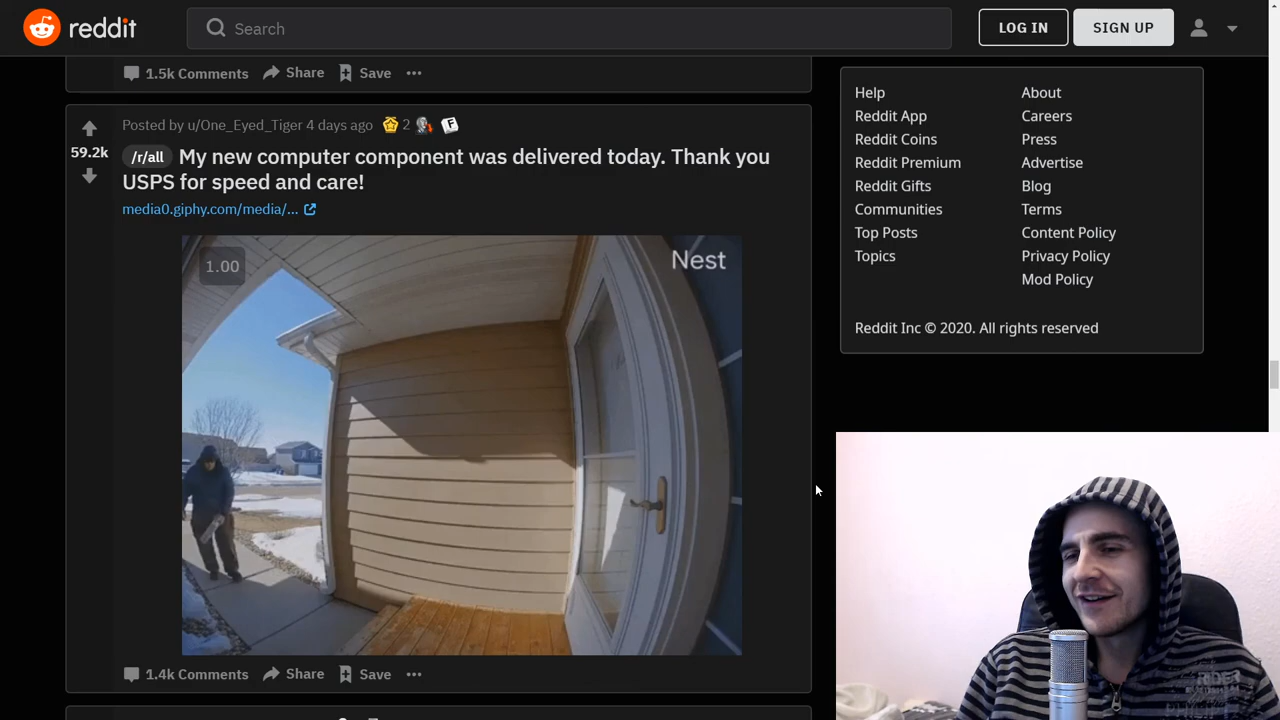 reddit
Search
LOG IN
SIGN UP
1.5k Comments
Share
Save
Posted by u/One_Eyed_Tiger 4 days ago
2
F
59.2k
/r/all My new computer component was delivered today. Thank you
USPS for speed and care!
media0.giphy.com/media/...
1.00
Nest
1.4k Comments
Share
Save
Help
About
Reddit App
Careers
Reddit Coins
Press
Reddit Premium
Advertise
Reddit Gifts
Blog
Communities
Terms
Top Posts
Content Policy
Topics
Privacy Policy
Mod Policy
Reddit Inc © 2020. All rights reserved